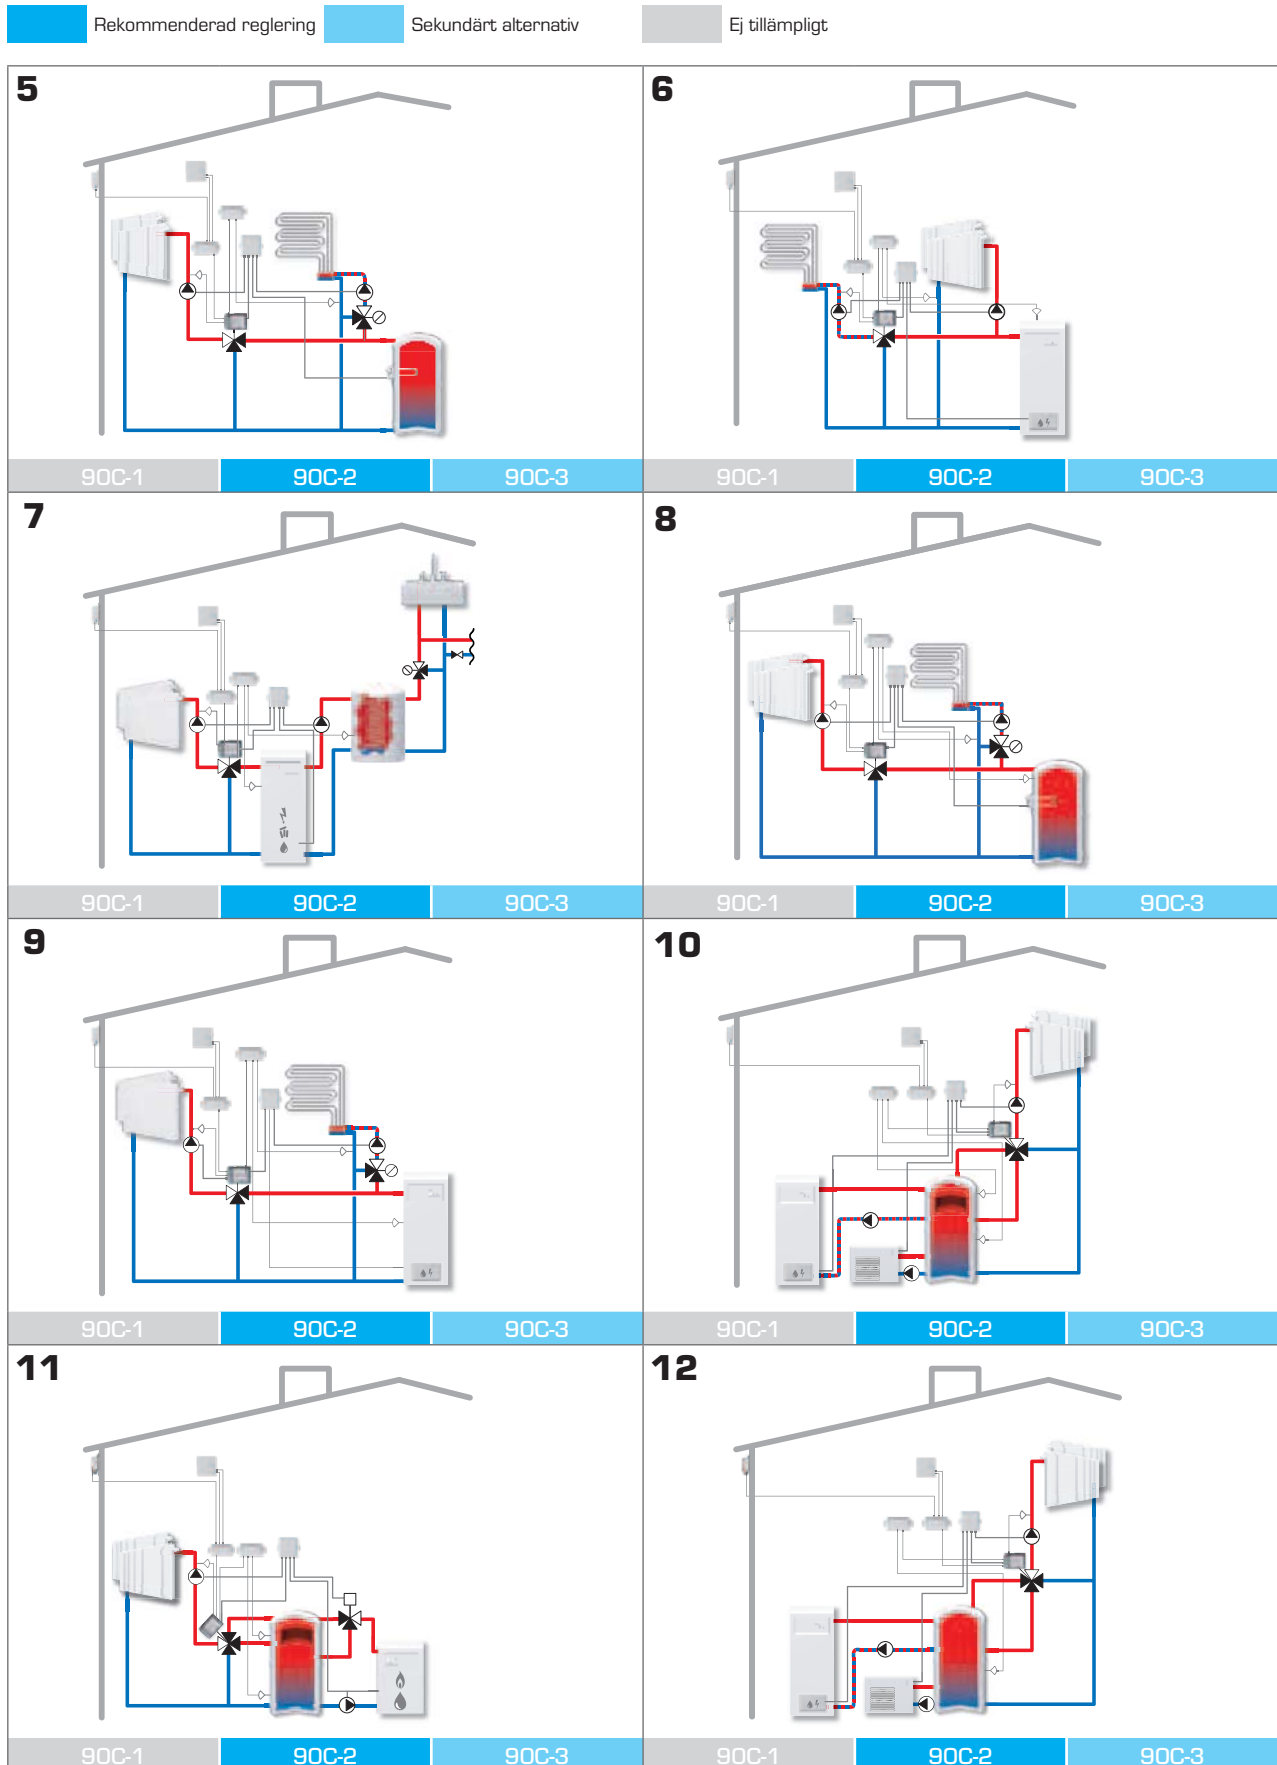 Rekommenderad reglering Sekundärt alternativ Ej tillämpligt
5 6
90C-1 90C-2 90C-3 90C-1 90C-2 90C-3
7 8
90C-1 90C-2 90C-3 90C-1 90C-2 90C-3
9 10
90C-1 90C-2 90C-3 90C-1 90C-2 90C-3
11 12
90C-1 90C-2 90C-3 90C-1 90C-2 90C-3